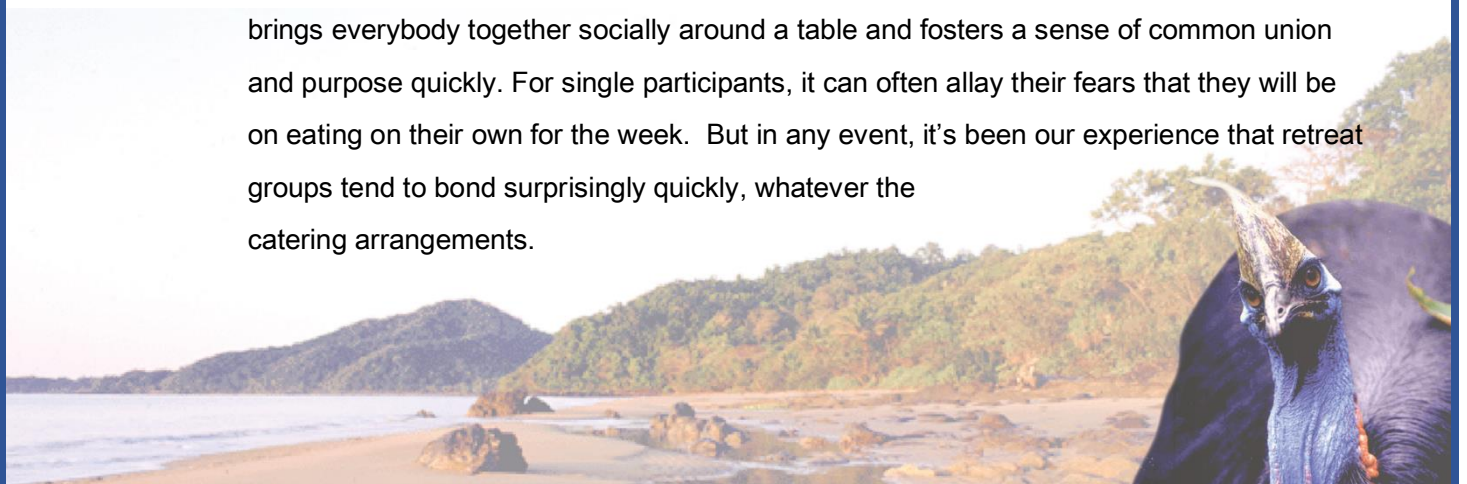 brings everybody together socially around a table and fosters a sense of common union
and purpose quickly. For single participants, it can often allay their fears that they will be
on eating on their own for the week.  But in any event, it’s been our experience that retreat
groups tend to bond surprisingly quickly, whatever the
catering arrangements.